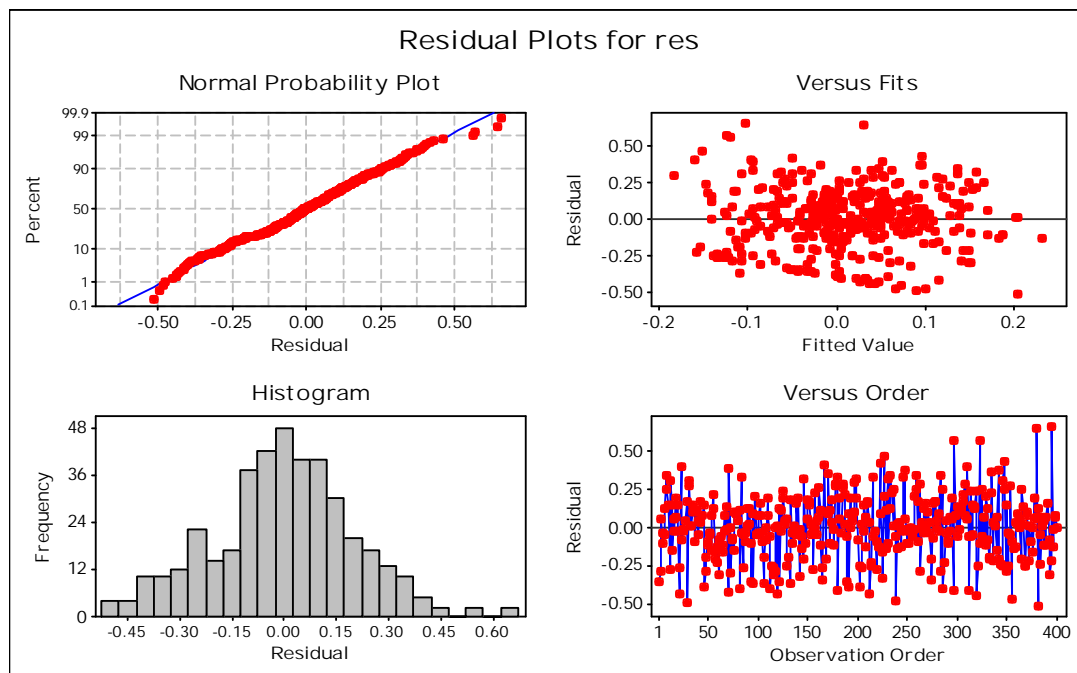 Residual Plots for res
Normal Probability Plot
99.9
99
90
50
10
1
0.1
Percent
-0.50 -0.25 0.00 0.25 0.50
Residual
Versus Fits
0.50
0.25
0.00
-0.25
-0.50
Residual
-0.2 -0.1 0.0 0.1 0.2
Fitted Value
Histogram
48
36
24
12
0
Frequency
-0.45 -0.30 -0.15 0.00 0.15 0.30 0.45 0.60
Residual
Versus Order
0.50
0.25
0.00
-0.25
-0.50
Residual
1 50 100 150 200 250 300 350 400
Observation Order